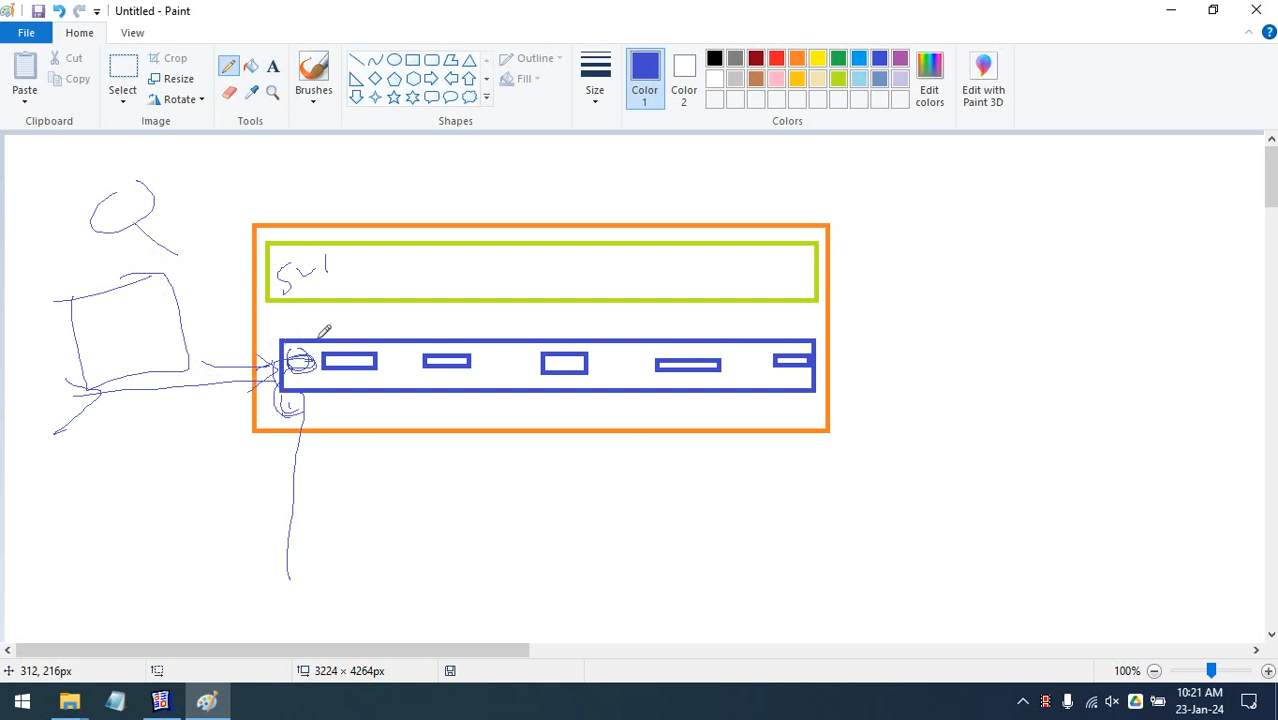 Untitled - Paint
File
Home
View
Paste
Cut
Copy
Clipboard
Select
Crop
Resize
Rotate
Image
A
Tools
Brushes
Outline
Fill
Shapes
Size
Color 1
Color 2
Edit colors
Colors
Edit with Paint 3D
312, 216px
3224 × 4264px
100%
10:21 AM
23-Jan-24